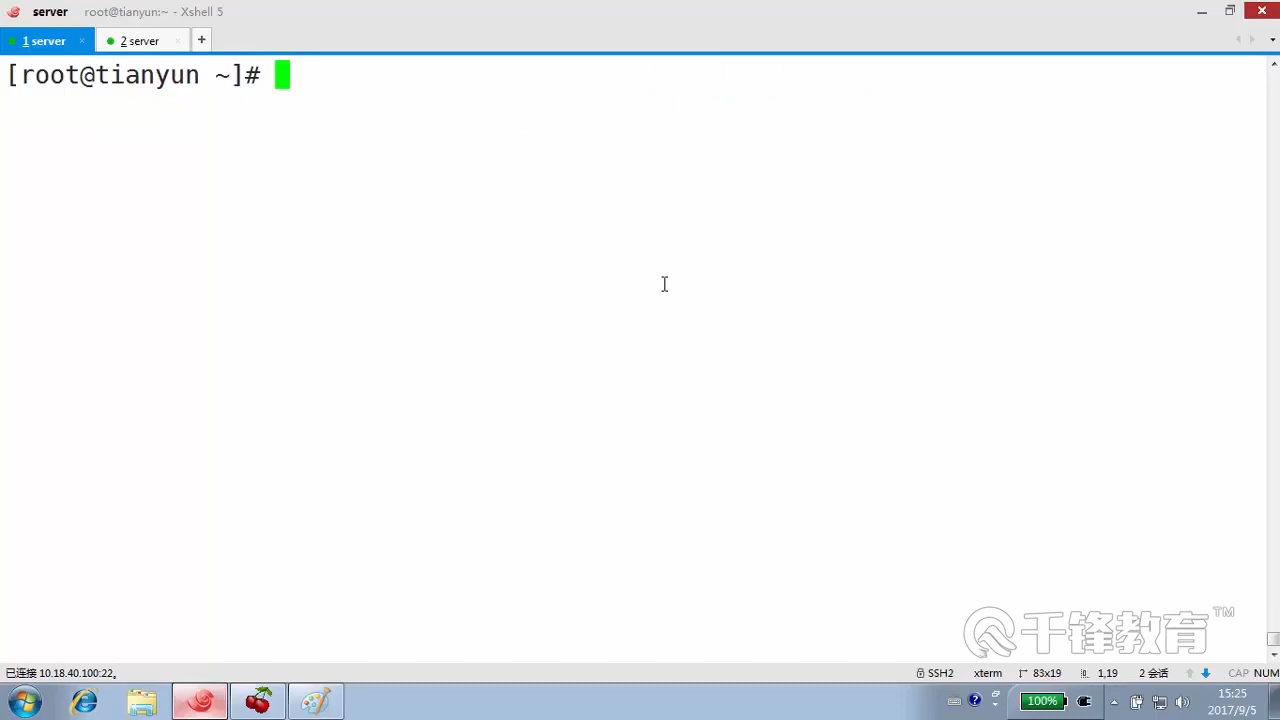 server root@tianyun:~ - Xshell 5
1 server × 2 server × +
[root@tianyun ~]#
千锋教育™
已连接 10.18.40.100:22。 SSH2 xterm 83x19 1,19 2 会话 CAP NUM
100% 15:25
2017/9/5